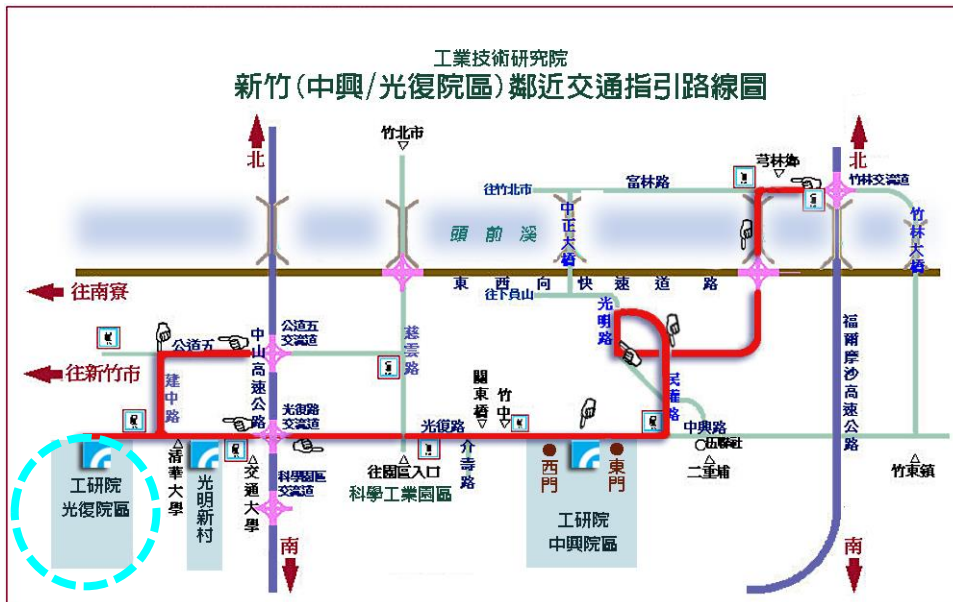 工業技術研究院
新竹(中興/光復院區)鄰近交通指引路線圖
北
竹北市
芎林鄉
北
往竹北市
富林路
竹林交流道
頭前溪
中正大橋
竹林大橋
東西向快速道路
往南寮
往下員山
光明路
公道五
中山高速公路
公道五
交流道
慈雲路
福爾摩沙高速公路
往新竹市
建中路
關東橋
竹中
民權路
光復路
交流道
光復路
介壽路
中興路
工研院
光復院區
清華大學
光明新村
交通大學
科學園區
交流道
往園區入口
科學工業園區
西門
東門
工研院
中興院區
二重埔
竹東鎮
南
南